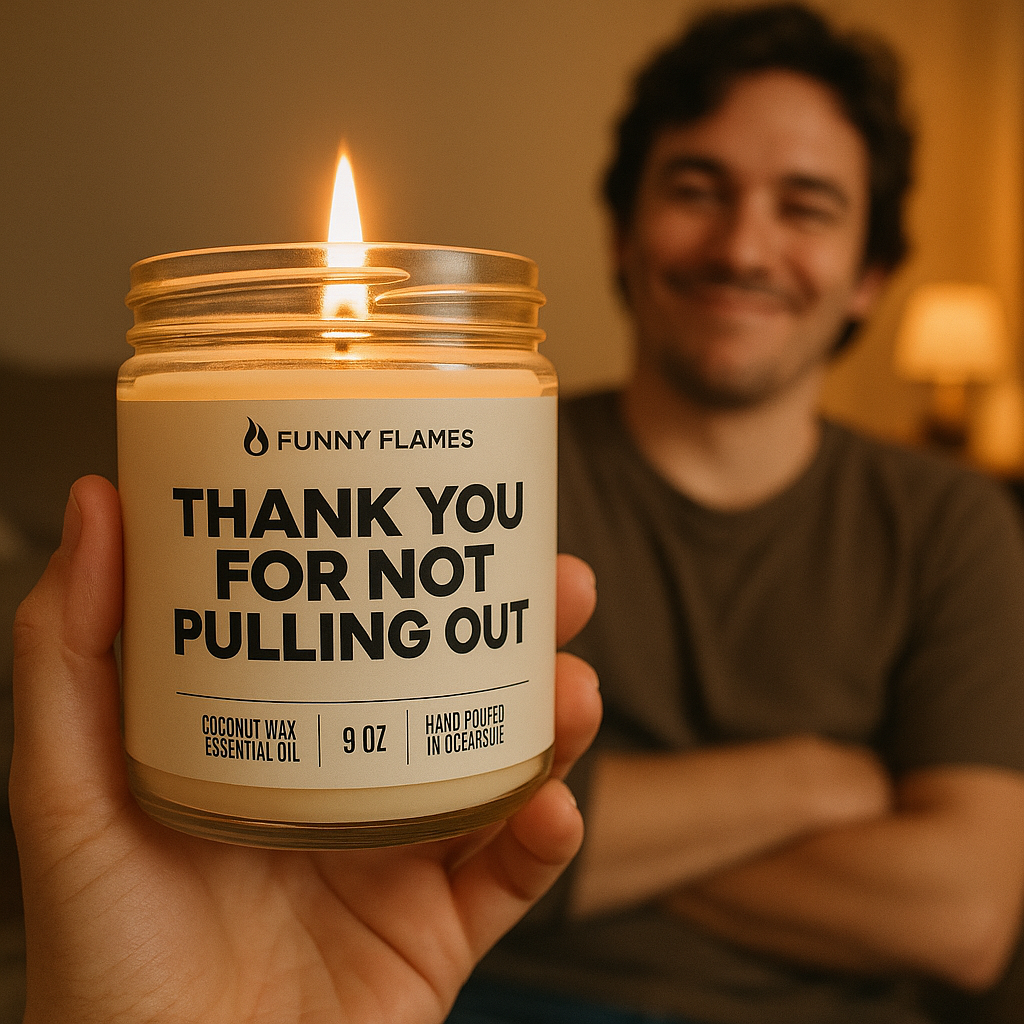 FUNNY FLAMES
THANK YOU
FOR NOT
PULLING OUT
COCONUT WAX
ESSENTIAL OIL
9 OZ
HAND POUFED
IN OCEARSUIE